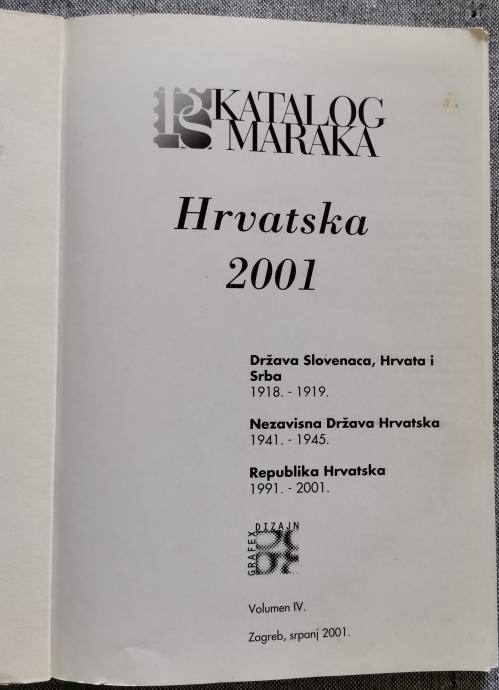 PS KATALOG
MARAKA
Hrvatska
2001
Država Slovenaca, Hrvata i
Srba
1918. - 1919.
Nezavisna Država Hrvatska
1941. - 1945.
Republika Hrvatska
1991. - 2001.
DIZAJN
GRAFEX
Volumen IV.
Zagreb, srpanj 2001.